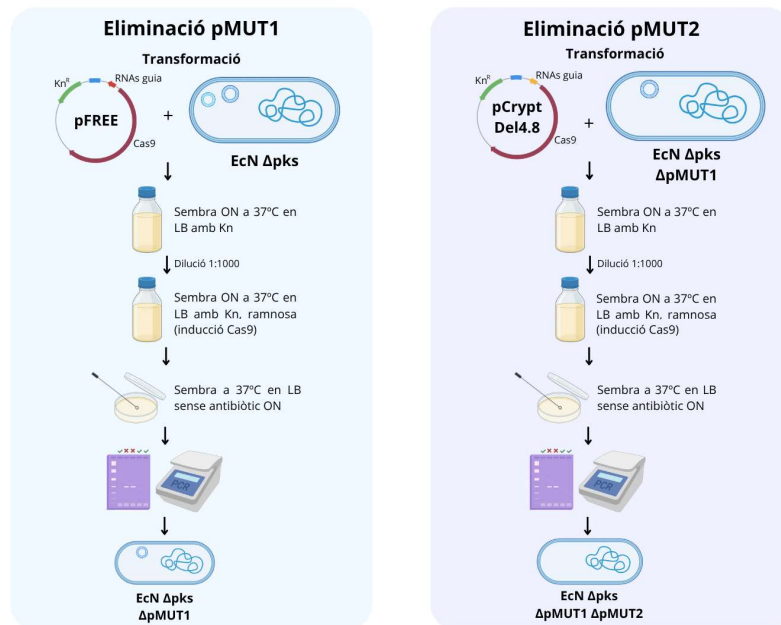 Eliminació pMUT1
Transformació
Kn^R
RNAs guia
pFREE
Cas9
+
EcN Δpks
Sembra ON a 37ºC en
LB amb Kn
Dilució 1:1000
Sembra ON a 37ºC en
LB amb Kn, ramnosa
(inducció Cas9)
Sembra a 37ºC en LB
sense antibiòtic ON
PCR
EcN Δpks
ΔpMUT1
Eliminació pMUT2
Transformació
Kn^R
RNAs guia
pCrypt
Del4.8
Cas9
+
EcN Δpks
ΔpMUT1
Sembra ON a 37ºC en
LB amb Kn
Dilució 1:1000
Sembra ON a 37ºC en
LB amb Kn, ramnosa
(inducció Cas9)
Sembra a 37ºC en LB
sense antibiòtic ON
PCR
EcN Δpks
ΔpMUT1 ΔpMUT2